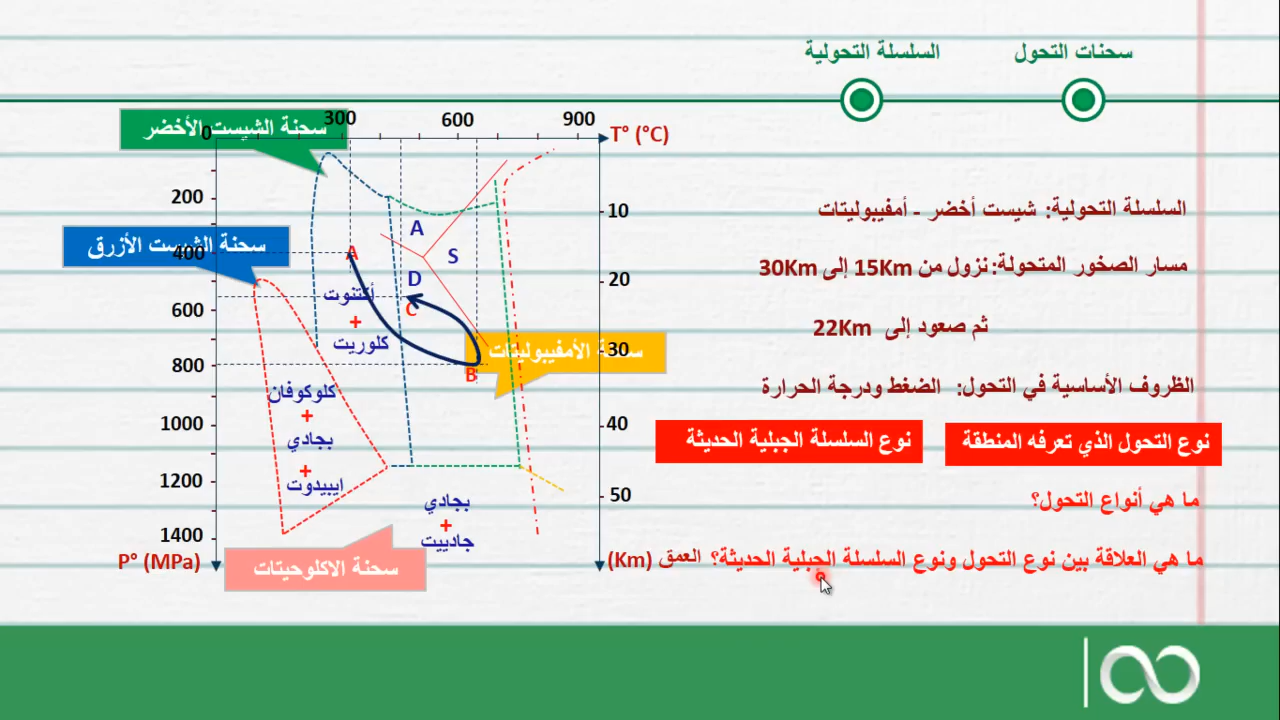 سحنات التحول
السلسلة التحولية
سحنة الشيست الأخضر
0 300 600 900 T° (°C)
200
400
600
800
1000
1200
1400
P° (MPa)
10
20
30
40
50
(Km) العمق
سحنة الشيست الأزرق
A
S
D
A
C
B
أكتنوت
+
كلوريت
سحنة الأمفيبوليتات
كلوكوفان
+
بجادي
+
ايبيدوت
بجادي
+
جادييت
سحنة الاكلوجيتات
السلسلة التحولية: شيست أخضر - أمفيبوليتات
مسار الصخور المتحولة: نزول من 15Km إلى 30Km
ثم صعود إلى 22Km
الظروف الأساسية في التحول: الضغط ودرجة الحرارة
نوع التحول الذي تعرفه المنطقة
نوع السلسلة الجبلية الحديثة
ما هي أنواع التحول؟
ما هي العلاقة بين نوع التحول ونوع السلسلة الجبلية الحديثة؟